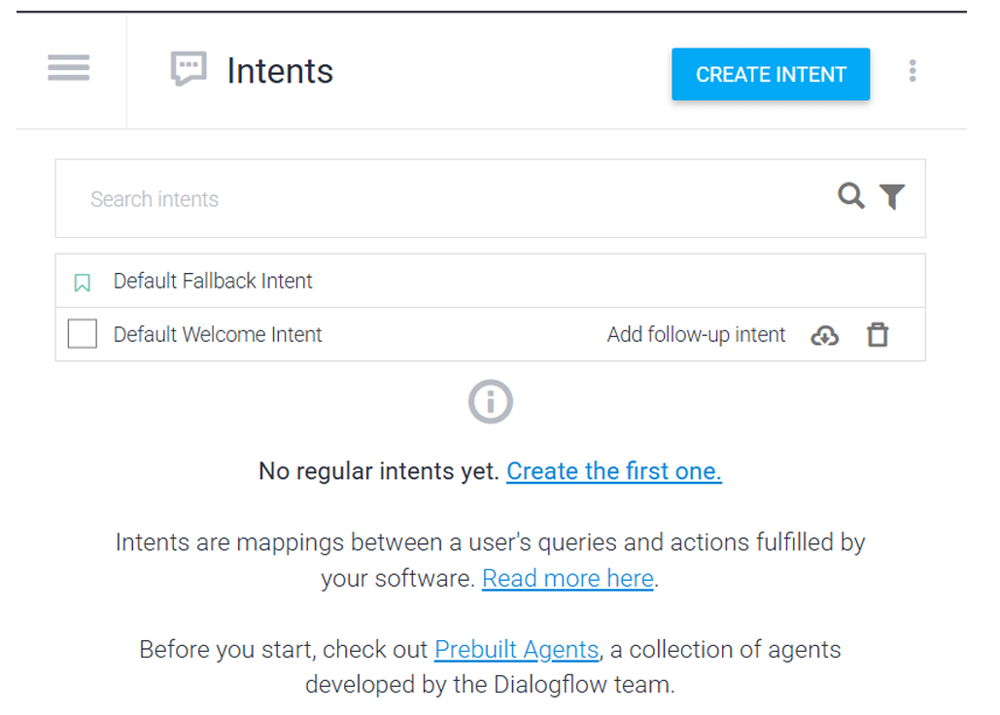 Intents
CREATE INTENT
Search intents
Default Fallback Intent
Default Welcome Intent Add follow-up intent
No regular intents yet. Create the first one.
Intents are mappings between a user's queries and actions fulfilled by
your software. Read more here.
Before you start, check out Prebuilt Agents, a collection of agents
developed by the Dialogflow team.